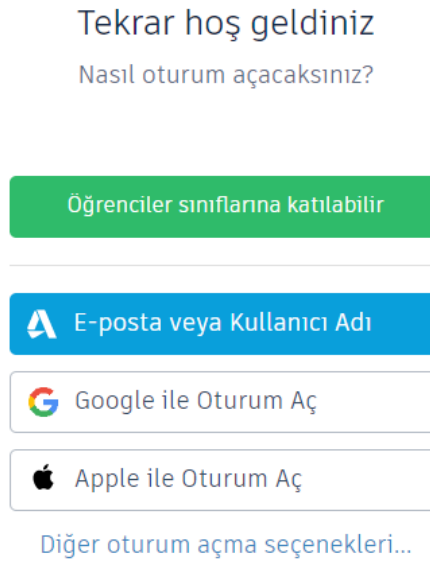 Tekrar hoş geldiniz
Nasıl oturum açacaksınız?
Öğrenciler sınıflarına katılabilir
E-posta veya Kullanıcı Adı
Google ile Oturum Aç
Apple ile Oturum Aç
Diğer oturum açma seçenekleri...